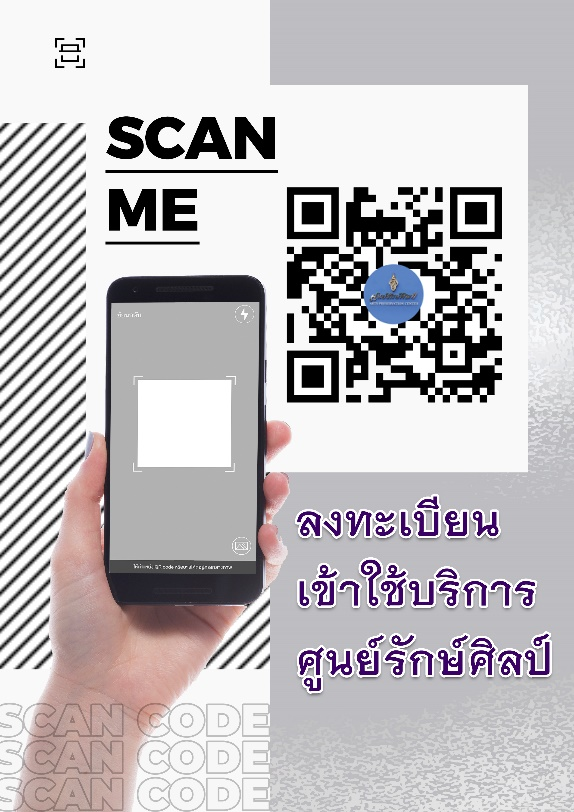 SCAN
ME
ลงทะเบียน
เข้าใช้บริการ
ศูนย์รักษ์ศิลป์
SCAN CODE
SCAN CODE
SCAN CODE